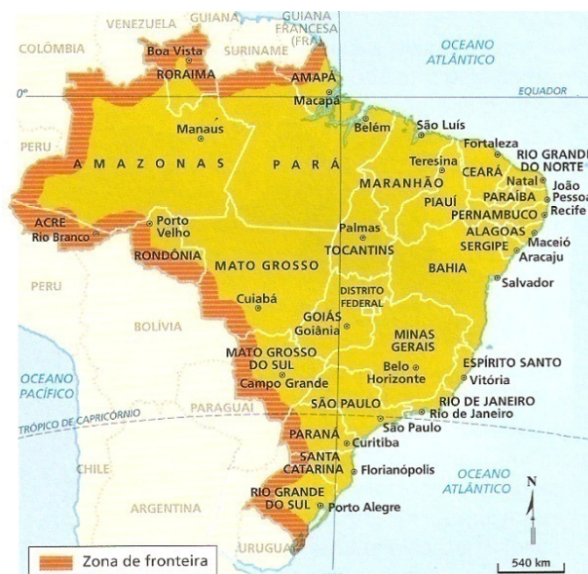 VENEZUELA
GUIANA
GUIANA
FRANCESA
(FRA)
COLÔMBIA
SURINAME
OCEANO
ATLÂNTICO
Boa Vista
RORAIMA
AMAPÁ
Macapá
0°
EQUADOR
Belém
São Luís
Manaus
Fortaleza
RIO GRANDE
DO NORTE
PERU
AMAZONAS
PARÁ
Teresina
CEARÁ
Natal
MARANHÃO
PARAÍBA
João
Pessoa
PIAUÍ
PERNAMBUCO
Recife
ACRE
Rio Branco
Porto
Velho
Palmas
TOCANTINS
ALAGOAS
SERGIPE
Maceió
Aracaju
RONDÔNIA
MATO GROSSO
BAHIA
Salvador
PERU
DISTRITO
FEDERAL
Cuiabá
GOIÁS
Goiânia
BOLÍVIA
MINAS
GERAIS
MATO GROSSO
DO SUL
Campo Grande
Belo
Horizonte
ESPÍRITO SANTO
Vitória
OCEANO
PACÍFICO
SÃO PAULO
RIO DE JANEIRO
Rio de Janeiro
PARAGUAI
TRÓPICO DE CAPRICÓRNIO
São Paulo
PARANÁ
Curitiba
CHILE
SANTA
CATARINA
Florianópolis
OCEANO
ATLÂNTICO
RIO GRANDE
DO SUL
Porto Alegre
N
ARGENTINA
URUGUAI
Zona de fronteira
540 km